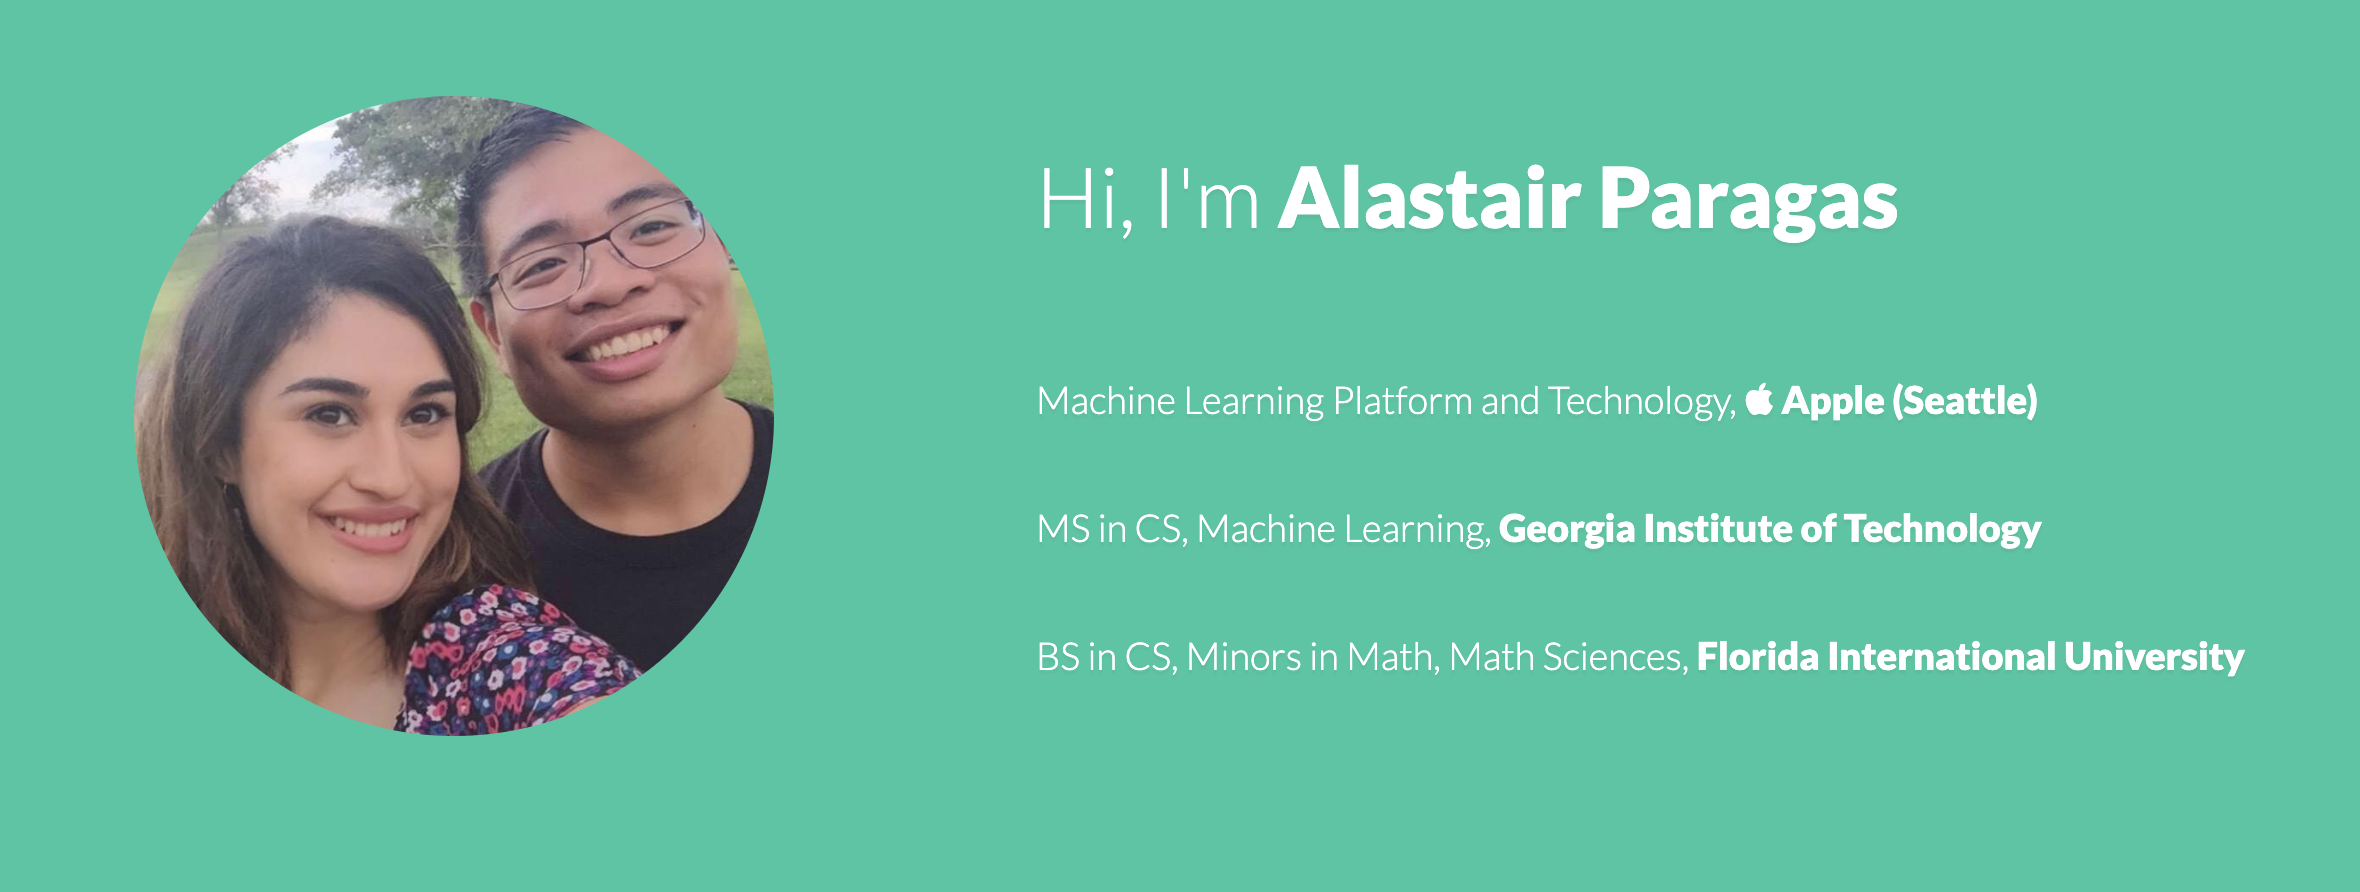 Hi, I'm Alastair Paragas
Machine Learning Platform and Technology, Apple (Seattle)
MS in CS, Machine Learning, Georgia Institute of Technology
BS in CS, Minors in Math, Math Sciences, Florida International University